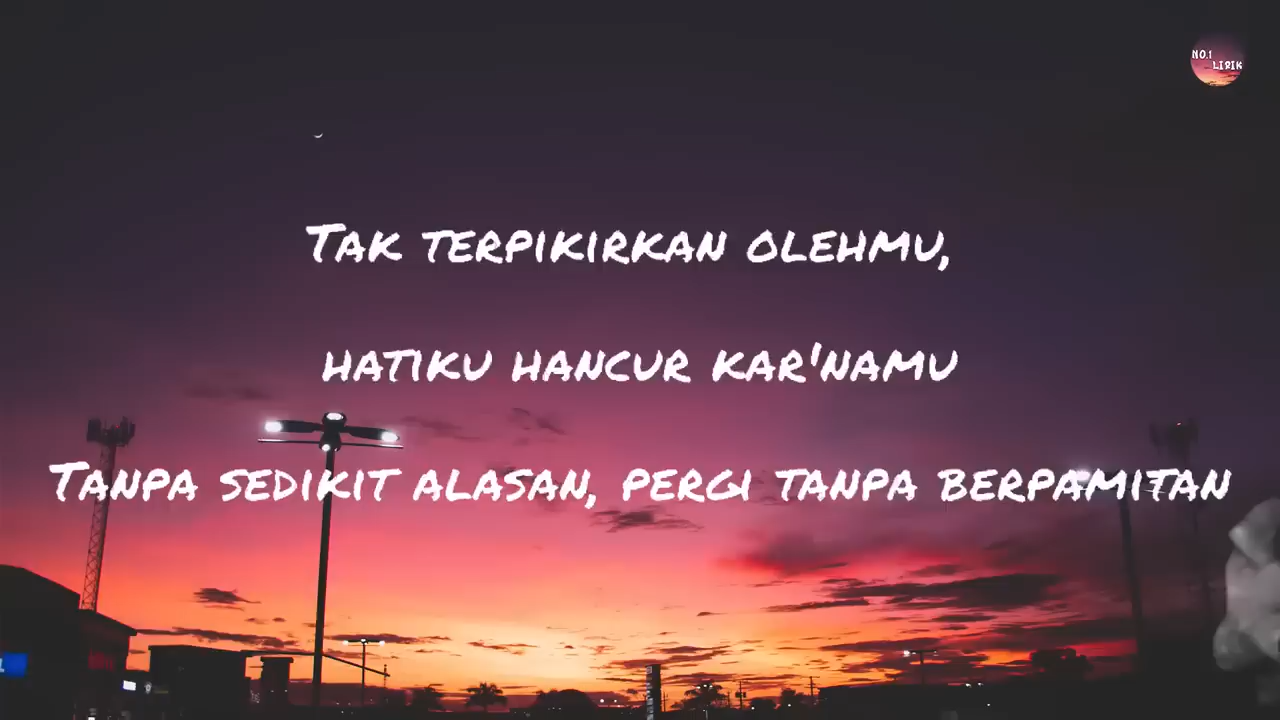 NO.1
LIRIK
Tak terpikirkan olehmu,
hatiku hancur kar'namu
Tanpa sedikit alasan, pergi tanpa berpamitan